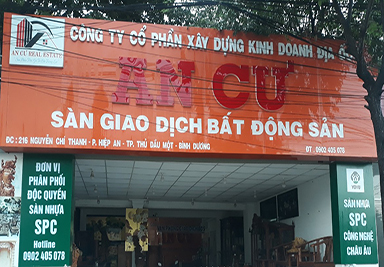 CÔNG TY CỔ PHẦN XÂY DỰNG KINH DOANH ĐỊA ỐC
AN CƯ REAL ESTATE
AN CƯ
SÀN GIAO DỊCH BẤT ĐỘNG SẢN
ĐC : 216 NGUYỄN CHÍ THANH - P. HIỆP AN - TP. THỦ DẦU MỘT - BÌNH DƯƠNG
ĐT : 0902 405 078
ĐƠN VỊ
PHÂN PHỐI
ĐỘC QUYỀN
SÀN NHỰA
SPC
Hotline
0902 405 078
SÀN NHỰA
SPC
CÔNG NGHỆ
CHÂU ÂU